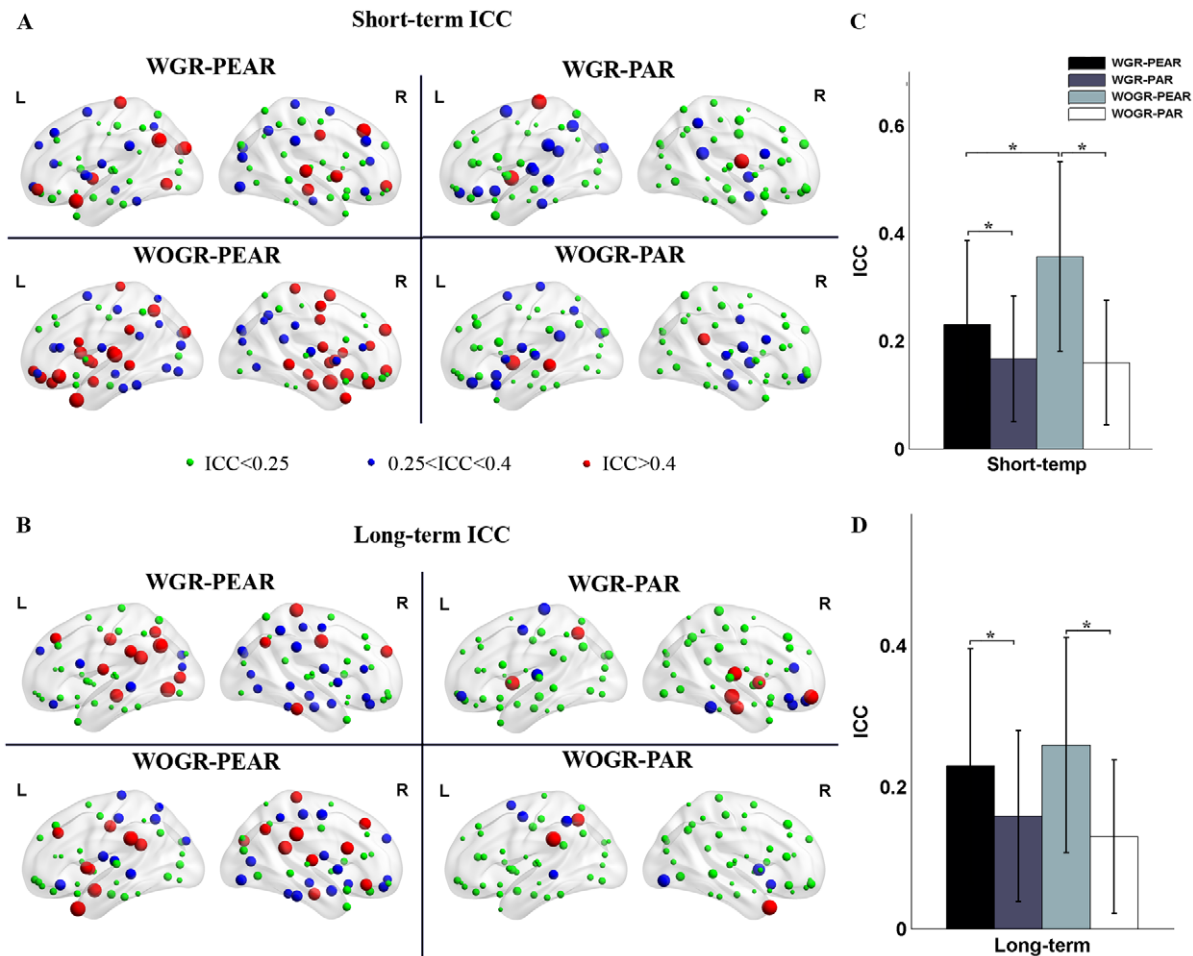 A
Short-term ICC
WGR-PEAR
WGR-PAR
L
R
L
R
WOGR-PEAR
WOGR-PAR
L
R
L
R
ICC<0.25
0.25<ICC<0.4
ICC>0.4
B
Long-term ICC
WGR-PEAR
WGR-PAR
L
R
L
R
WOGR-PEAR
WOGR-PAR
L
R
L
R
C
WGR-PEAR
WGR-PAR
WOGR-PEAR
WOGR-PAR
0.6
0.4
0.2
0
ICC
* * *
*
Short-temp
D
0.4
0.2
0
ICC
* *
Long-term